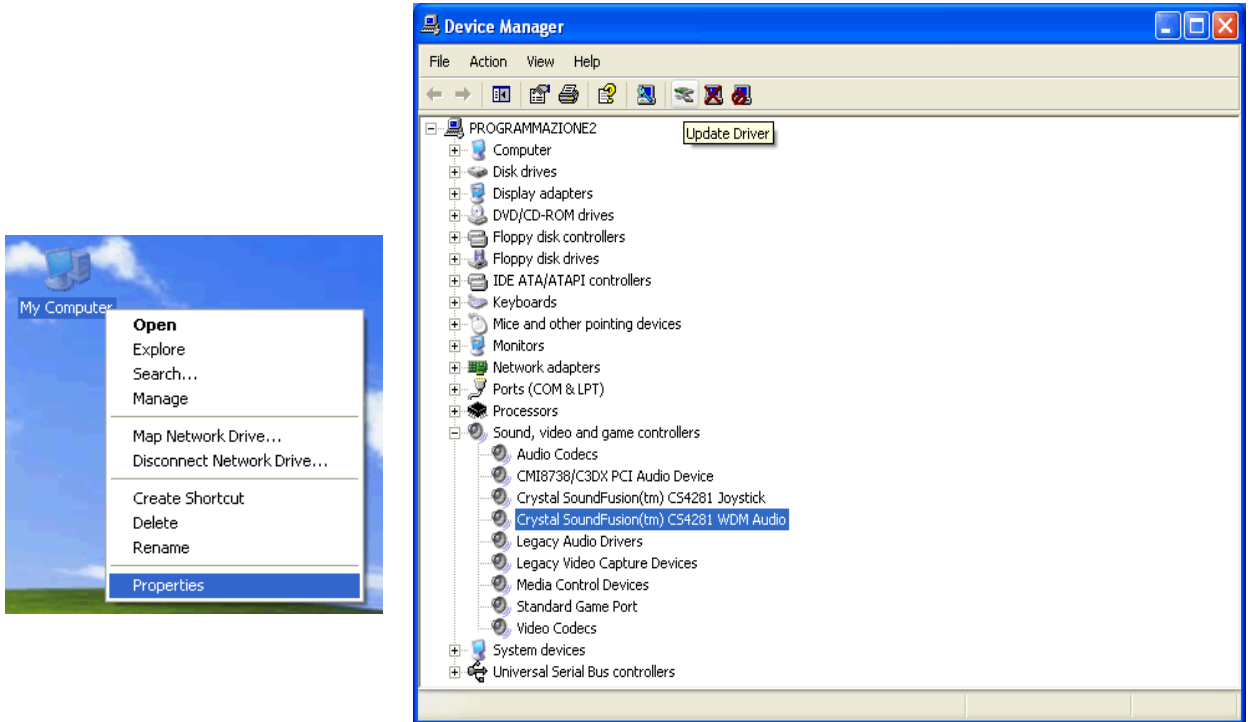 My Computer
Open
Explore
Search...
Manage
Map Network Drive...
Disconnect Network Drive...
Create Shortcut
Delete
Rename
Properties
Device Manager
File Action View Help
Update Driver
PROGRAMMAZIONE2
Computer
Disk drives
Display adapters
DVD/CD-ROM drives
Floppy disk controllers
Floppy disk drives
IDE ATA/ATAPI controllers
Keyboards
Mice and other pointing devices
Monitors
Network adapters
Ports (COM & LPT)
Processors
Sound, video and game controllers
Audio Codecs
CMI8738/C3DX PCI Audio Device
Crystal SoundFusion(tm) CS4281 Joystick
Crystal SoundFusion(tm) CS4281 WDM Audio
Legacy Audio Drivers
Legacy Video Capture Devices
Media Control Devices
Standard Game Port
Video Codecs
System devices
Universal Serial Bus controllers